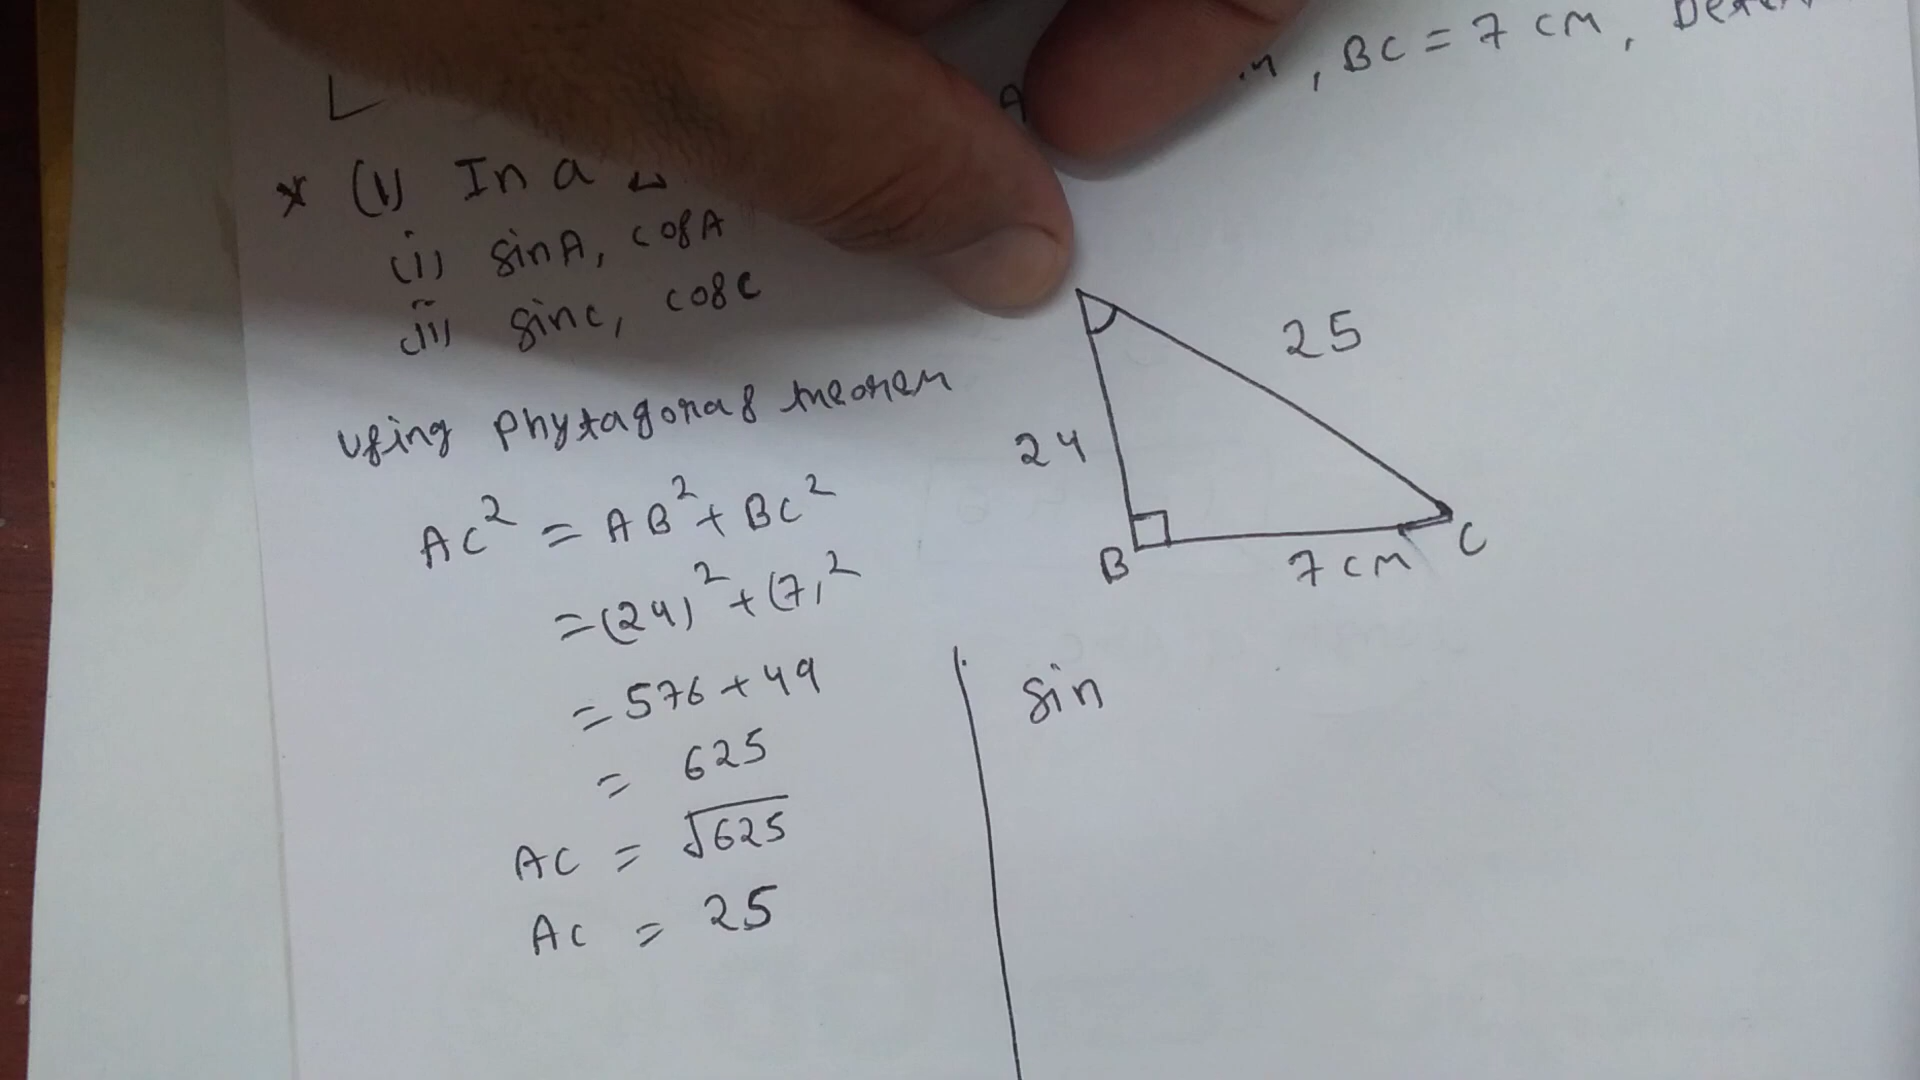 , BC = 7 cm,
* (1) In a
(i) sinA, cosA
(ii) sinc, cosc
using Phytagoras theorem
AC² = AB² + BC²
= (24)² + (7)²
= 576 + 49
= 625
AC = √625
AC = 25
25
24
B
7 cm
C
sin